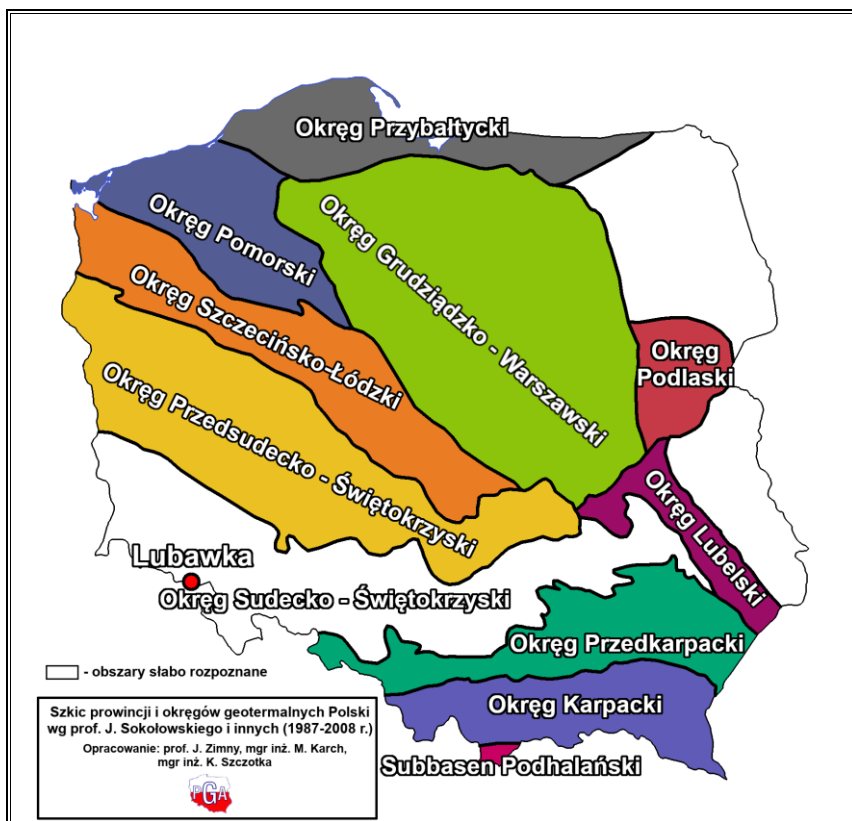 Okręg Przybałtycki
Okręg Pomorski
Okręg Grudziądzko - Warszawski
Okręg Szczecińsko-Łódzki
Okręg
Podlaski
Okręg Przedsudecko - Świętokrzyski
Okręg Lubelski
Lubawka
Okręg Sudecko - Świętokrzyski
Okręg Przedkarpacki
- obszary słabo rozpoznane
Okręg Karpacki
Subbasen Podhalański
Szkic prowincji i okręgów geotermalnych Polski
wg prof. J. Sokołowskiego i innych (1987-2008 r.)
Opracowanie: prof. J. Zimny, mgr inż. M. Karch,
mgr inż. K. Szczotka
PGA